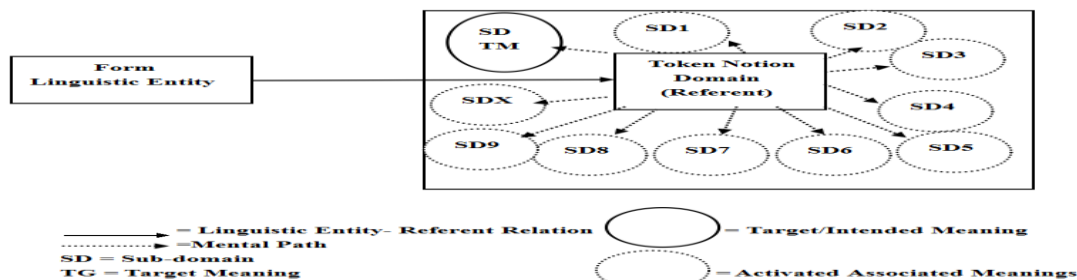 SD
TM
SD1
SD2
SD3
Form
Linguistic Entity
Token Notion
Domain
(Referent)
SDX
SD4
SD9
SD8
SD7
SD6
SD5
= Linguistic Entity- Referent Relation
= Target/Intended Meaning
=Mental Path
SD = Sub-domain
TG = Target Meaning
=Activated Associated Meanings